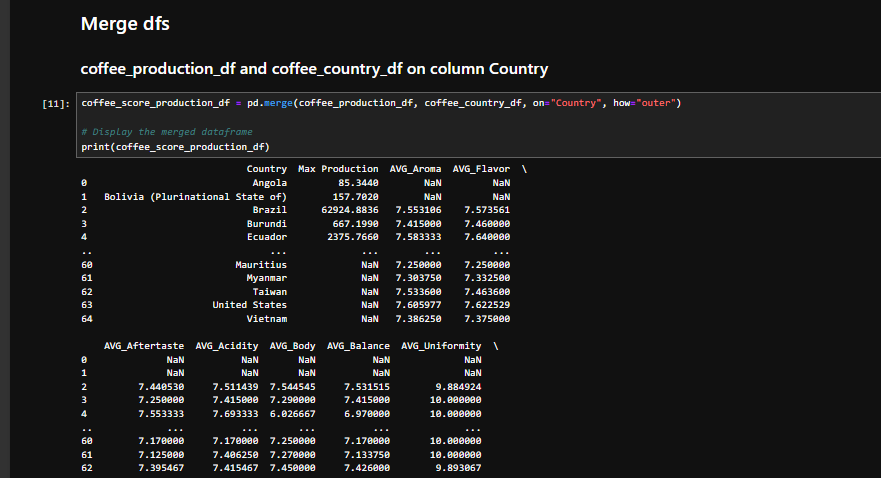 Merge dfs
coffee_production_df and coffee_country_df on column Country
[11]: coffee_score_production_df = pd.merge(coffee_production_df, coffee_country_df, on="Country", how="outer")
# Display the merged dataframe
print(coffee_score_production_df)
Country Max Production AVG_Aroma AVG_Flavor \
0 Angola 85.3440 NaN NaN
1 Bolivia (Plurinational State of) 157.7020 NaN NaN
2 Brazil 62924.8836 7.553106 7.573561
3 Burundi 667.1990 7.415000 7.460000
4 Ecuador 2375.7660 7.583333 7.640000
.. ... ... ... ...
60 Mauritius NaN 7.250000 7.250000
61 Myanmar NaN 7.303750 7.332500
62 Taiwan NaN 7.533600 7.463600
63 United States NaN 7.605977 7.622529
64 Vietnam NaN 7.386250 7.375000
AVG_Aftertaste AVG_Acidity AVG_Body AVG_Balance AVG_Uniformity \
0 NaN NaN NaN NaN NaN
1 NaN NaN NaN NaN NaN
2 7.440530 7.511439 7.544545 7.531515 9.884924
3 7.250000 7.415000 7.290000 7.415000 10.000000
4 7.553333 7.693333 6.026667 6.970000 10.000000
.. ... ... ... ... ...
60 7.170000 7.170000 7.250000 7.170000 10.000000
61 7.125000 7.406250 7.270000 7.133750 10.000000
62 7.395467 7.415467 7.450000 7.426000 9.893067